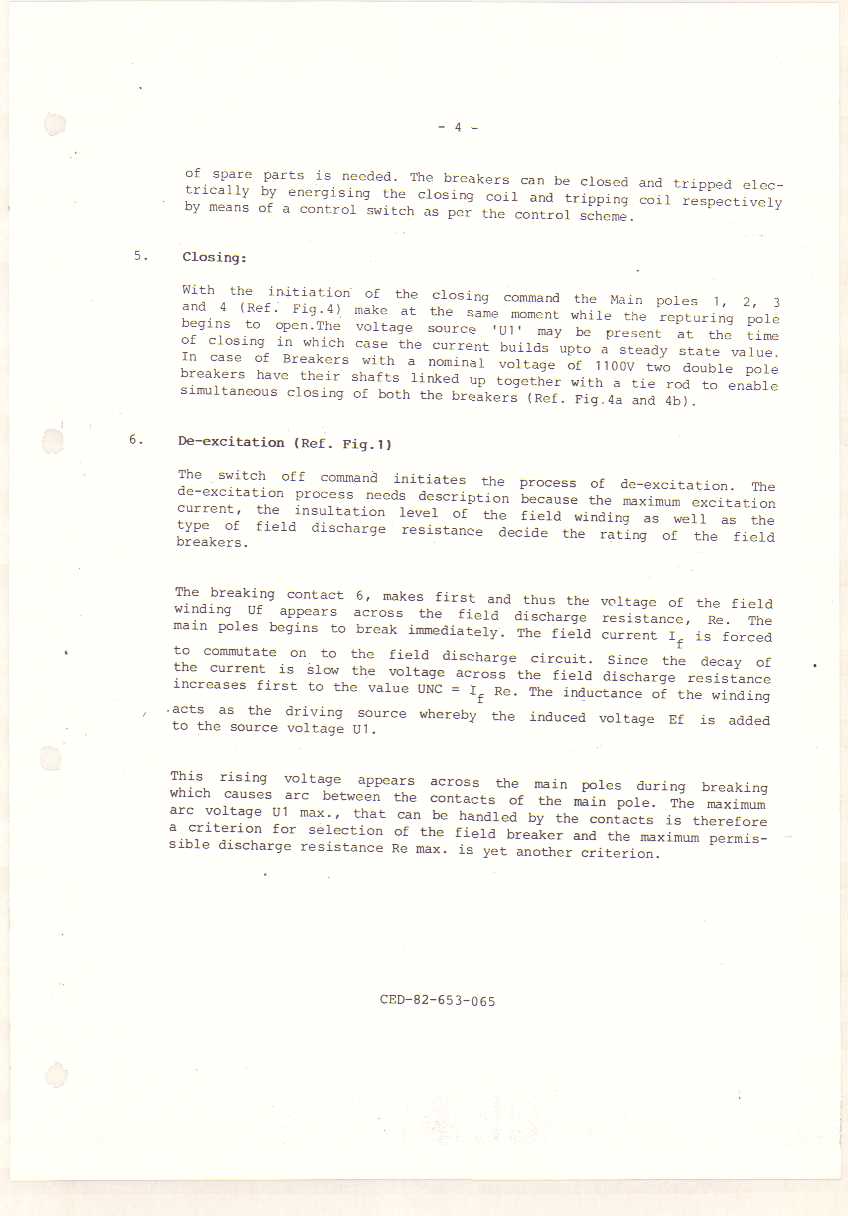 - 4 -
of spare parts is needed. The breakers can be closed and tripped elec-
trically by energising the closing coil and tripping coil respectively
by means of a control switch as per the control scheme.
5. Closing:
With the initiation of the closing command the Main poles 1, 2, 3
and 4 (Ref. Fig.4) make at the same moment while the repturing pole
begins to open.The voltage source 'U1' may be present at the time
of closing in which case the current builds upto a steady state value.
In case of Breakers with a nominal voltage of 1100V two double pole
breakers have their shafts linked up together with a tie rod to enable
simultaneous closing of both the breakers (Ref. Fig.4a and 4b).
6. De-excitation (Ref. Fig.1)
The switch off command initiates the process of de-excitation. The
de-excitation process needs description because the maximum excitation
current, the insultation level of the field winding as well as the
type of field discharge resistance decide the rating of the field
breakers.
The breaking contact 6, makes first and thus the voltage of the field
winding Uf appears across the field discharge resistance, Re. The
main poles begins to break immediately. The field current If is forced
to commutate on to the field discharge circuit. Since the decay of
the current is slow the voltage across the field discharge resistance
increases first to the value UNC = If Re. The inductance of the winding
acts as the driving source whereby the induced voltage Ef is added
to the source voltage U1.
This rising voltage appears across the main poles during breaking
which causes arc between the contacts of the main pole. The maximum
arc voltage U1 max., that can be handled by the contacts is therefore
a criterion for selection of the field breaker and the maximum permis-
sible discharge resistance Re max. is yet another criterion.
CED-82-653-065